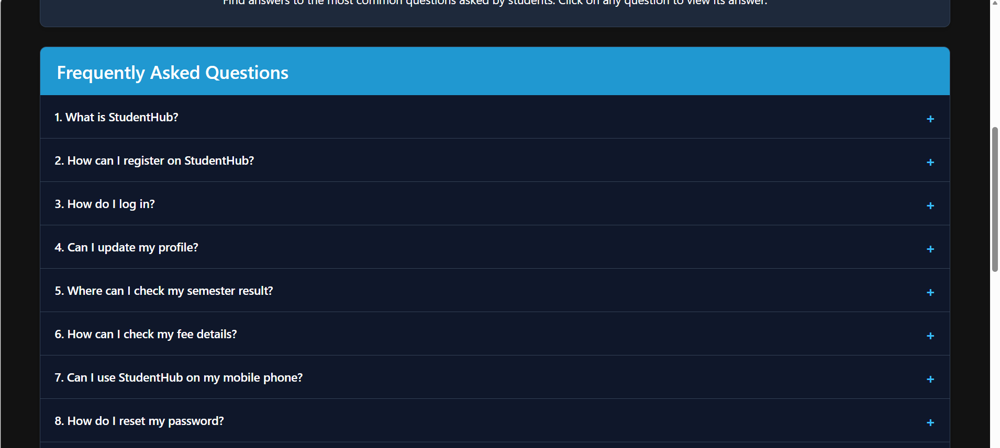 Find answers to the most common questions asked by students. Click on any question to view its answer.
Frequently Asked Questions
1. What is StudentHub?
+
2. How can I register on StudentHub?
+
3. How do I log in?
+
4. Can I update my profile?
+
5. Where can I check my semester result?
+
6. How can I check my fee details?
+
7. Can I use StudentHub on my mobile phone?
+
8. How do I reset my password?
+